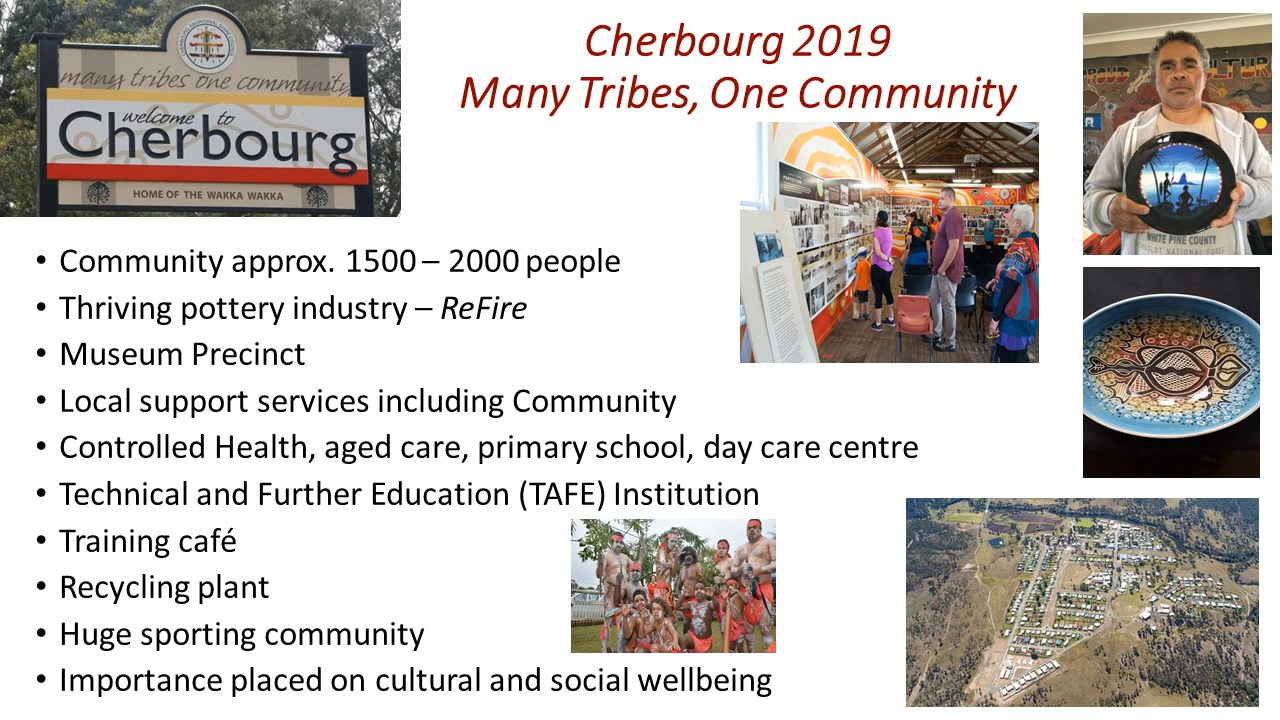 Cherbourg 2019
Many Tribes, One Community
many tribes one community
welcome to
Cherbourg
HOME OF THE WAKKA WAKKA
• Community approx. 1500 – 2000 people
• Thriving pottery industry – ReFire
• Museum Precinct
• Local support services including Community
• Controlled Health, aged care, primary school, day care centre
• Technical and Further Education (TAFE) Institution
• Training café
• Recycling plant
• Huge sporting community
• Importance placed on cultural and social wellbeing
PROUD
CULTUR
WHITE PINE COUNTY